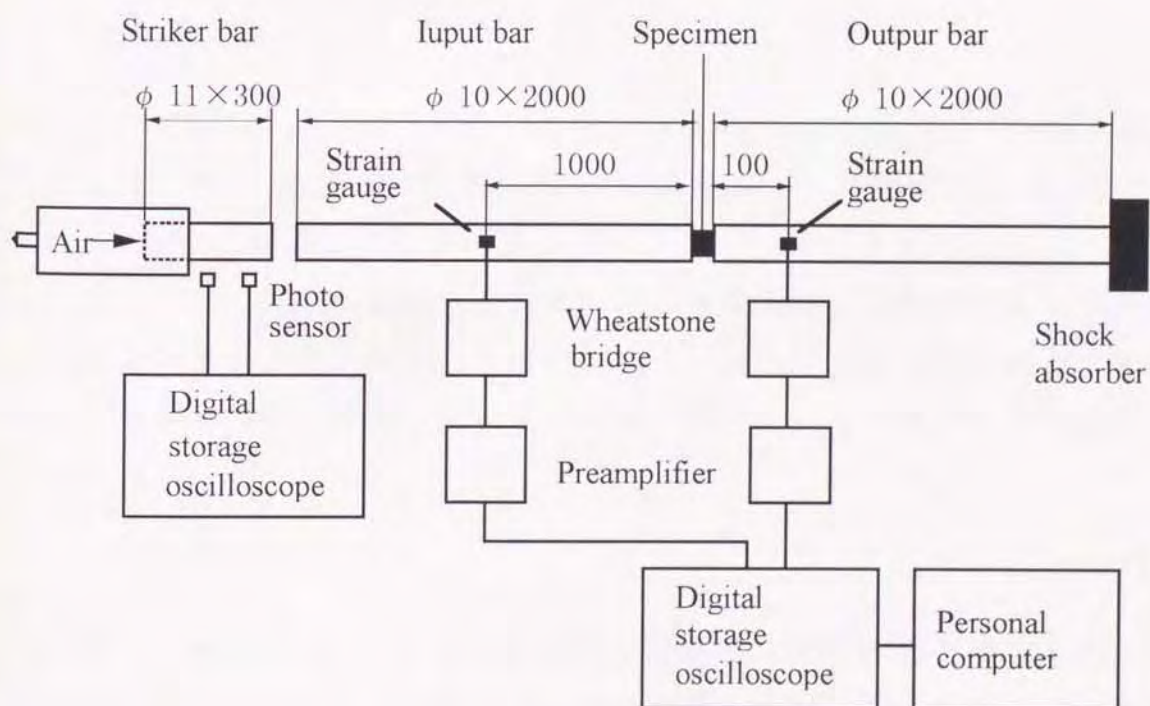 Striker bar
Iuput bar
Specimen
Outpur bar
φ 11×300
φ 10×2000
φ 10×2000
Strain
gauge
1000
100
Strain
gauge
Air
Photo
sensor
Wheatstone
bridge
Shock
absorber
Digital
storage
oscilloscope
Preamplifier
Digital
storage
oscilloscope
Personal
computer